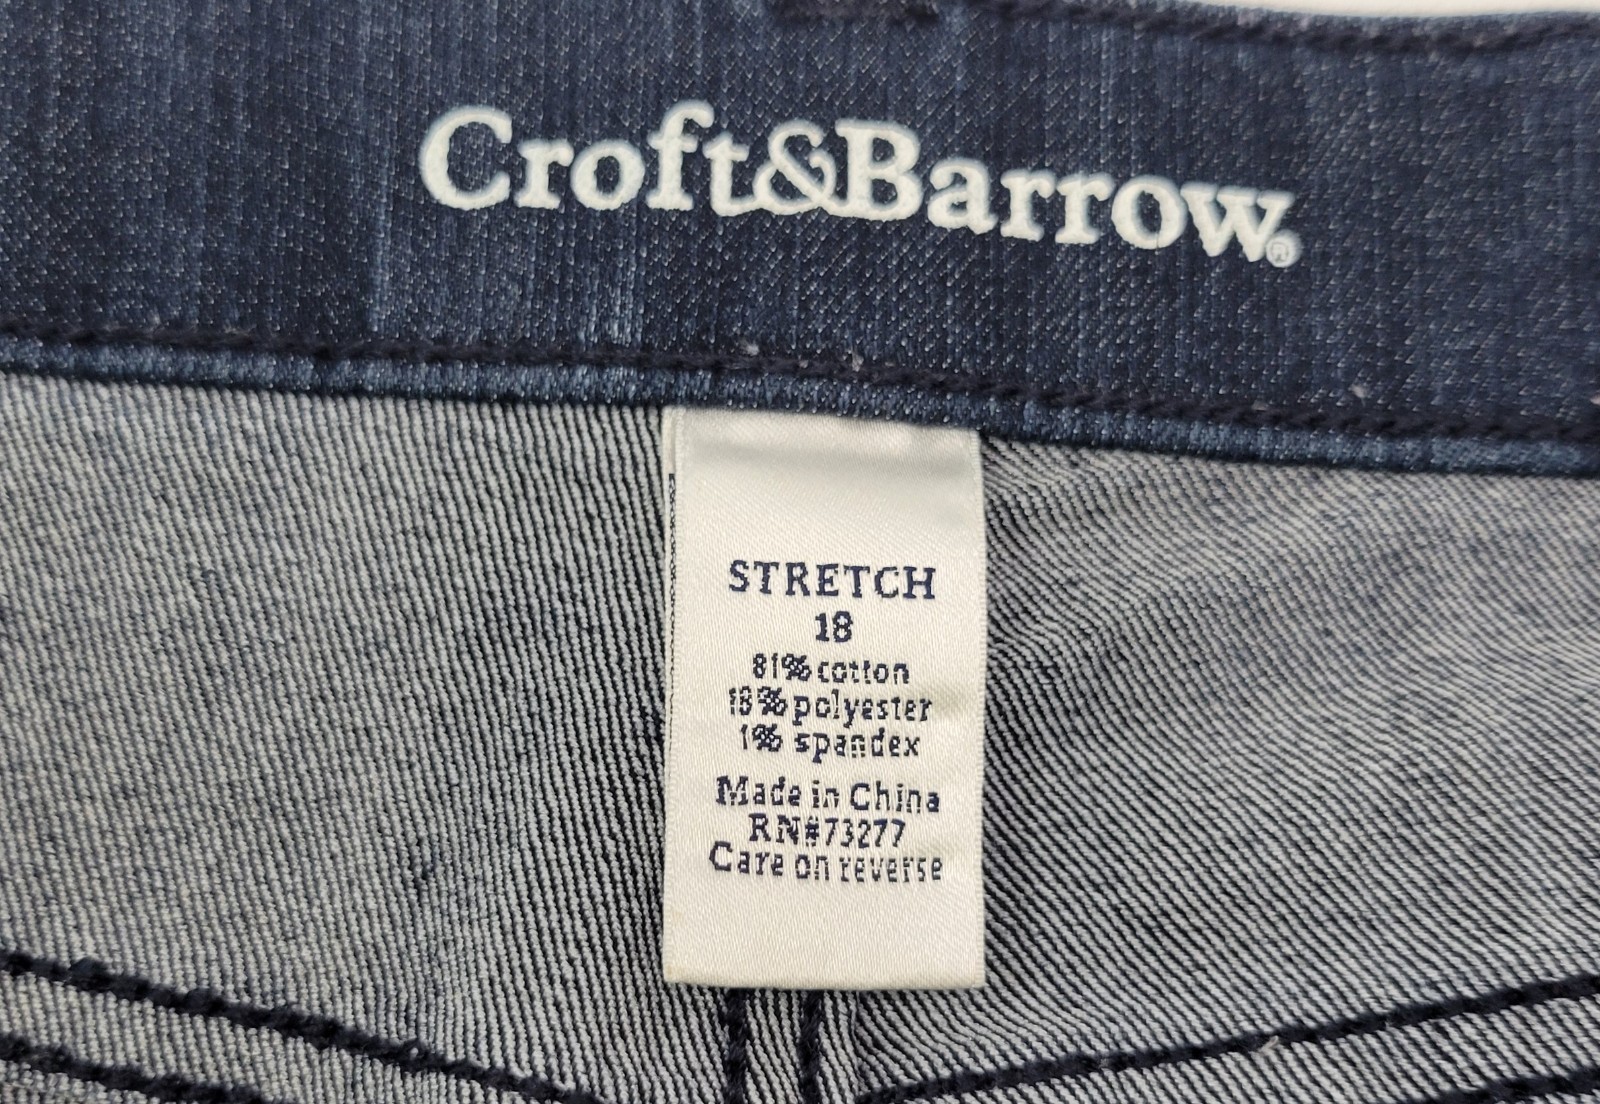 Croft&Barrow®
STRETCH
18
81% cotton
18% polyester
1% spandex
Made in China
RN#73277
Care on reverse